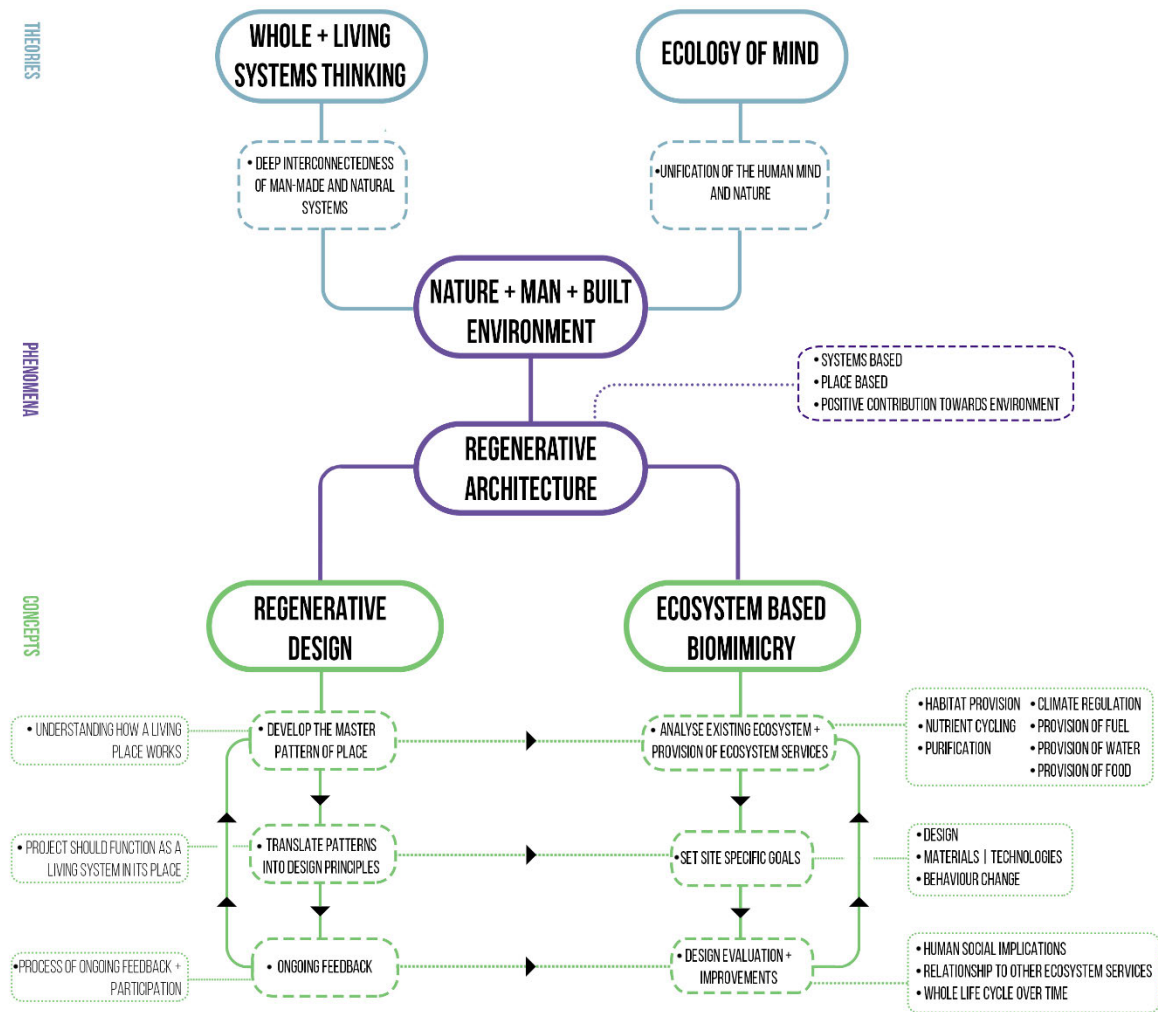 THEORIES
WHOLE + LIVING
SYSTEMS THINKING
ECOLOGY OF MIND
• DEEP INTERCONNECTEDNESS
OF MAN-MADE AND NATURAL
SYSTEMS
•UNIFICATION OF THE HUMAN MIND
AND NATURE
NATURE + MAN + BUILT
ENVIRONMENT
PHENOMENA
• SYSTEMS BASED
• PLACE BASED
• POSITIVE CONTRIBUTION TOWARDS ENVIRONMENT
REGENERATIVE
ARCHITECTURE
CONCEPTS
REGENERATIVE
DESIGN
ECOSYSTEM BASED
BIOMIMICRY
• UNDERSTANDING HOW A LIVING
PLACE WORKS
• DEVELOP THE MASTER
PATTERN OF PLACE
• ANALYSE EXISTING ECOSYSTEM +
PROVISION OF ECOSYSTEM SERVICES
• HABITAT PROVISION
• NUTRIENT CYCLING
• PURIFICATION
• CLIMATE REGULATION
• PROVISION OF FUEL
• PROVISION OF WATER
• PROVISION OF FOOD
• PROJECT SHOULD FUNCTION AS A
LIVING SYSTEM IN ITS PLACE
• TRANSLATE PATTERNS
INTO DESIGN PRINCIPLES
• SET SITE SPECIFIC GOALS
• DESIGN
• MATERIALS | TECHNOLOGIES
• BEHAVIOUR CHANGE
•PROCESS OF ONGOING FEEDBACK +
PARTICIPATION
• ONGOING FEEDBACK
• DESIGN EVALUATION +
IMPROVEMENTS
• HUMAN SOCIAL IMPLICATIONS
• RELATIONSHIP TO OTHER ECOSYSTEM SERVICES
• WHOLE LIFE CYCLE OVER TIME